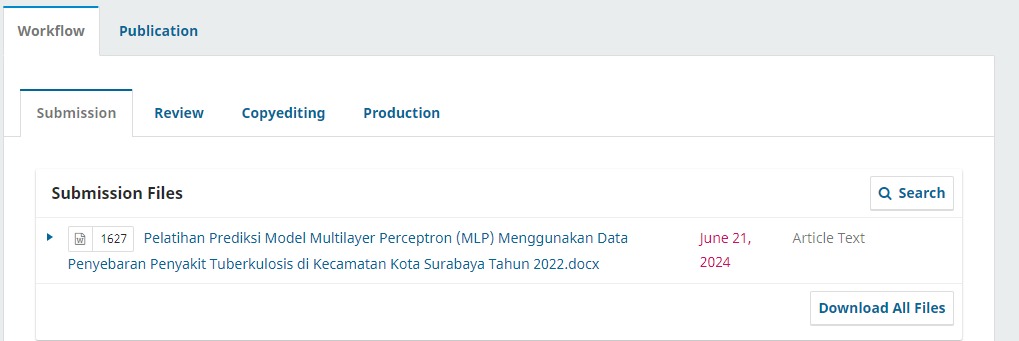 Workflow Publication
Submission Review Copyediting Production
Submission Files Search
1627 Pelatihan Prediksi Model Multilayer Perceptron (MLP) Menggunakan Data June 21, Article Text
Penyebaran Penyakit Tuberkulosis di Kecamatan Kota Surabaya Tahun 2022.docx 2024
Download All Files